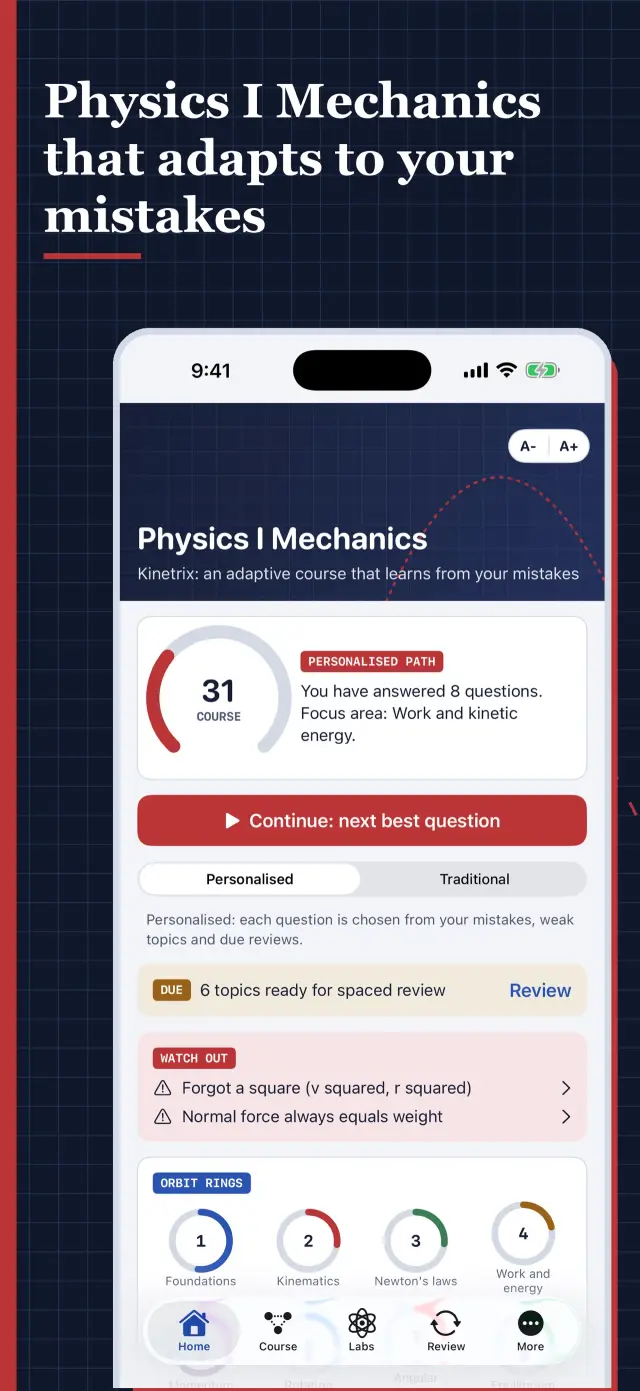 Physics I Mechanics
that adapts to your
mistakes
9:41
A- A+
Physics I Mechanics
Kinetrix: an adaptive course that learns from your mistakes
31
COURSE
PERSONALISED PATH
You have answered 8 questions.
Focus area: Work and kinetic
energy.
Continue: next best question
Personalised Traditional
Personalised: each question is chosen from your mistakes, weak
topics and due reviews.
DUE 6 topics ready for spaced review Review
WATCH OUT
Forgot a square (v squared, r squared)
Normal force always equals weight
ORBIT RINGS
1 2 3 4
Foundations Kinematics Newton's laws Work and
energy
Home Course Labs Review More
Momentum Rotation Angular Equilibrium